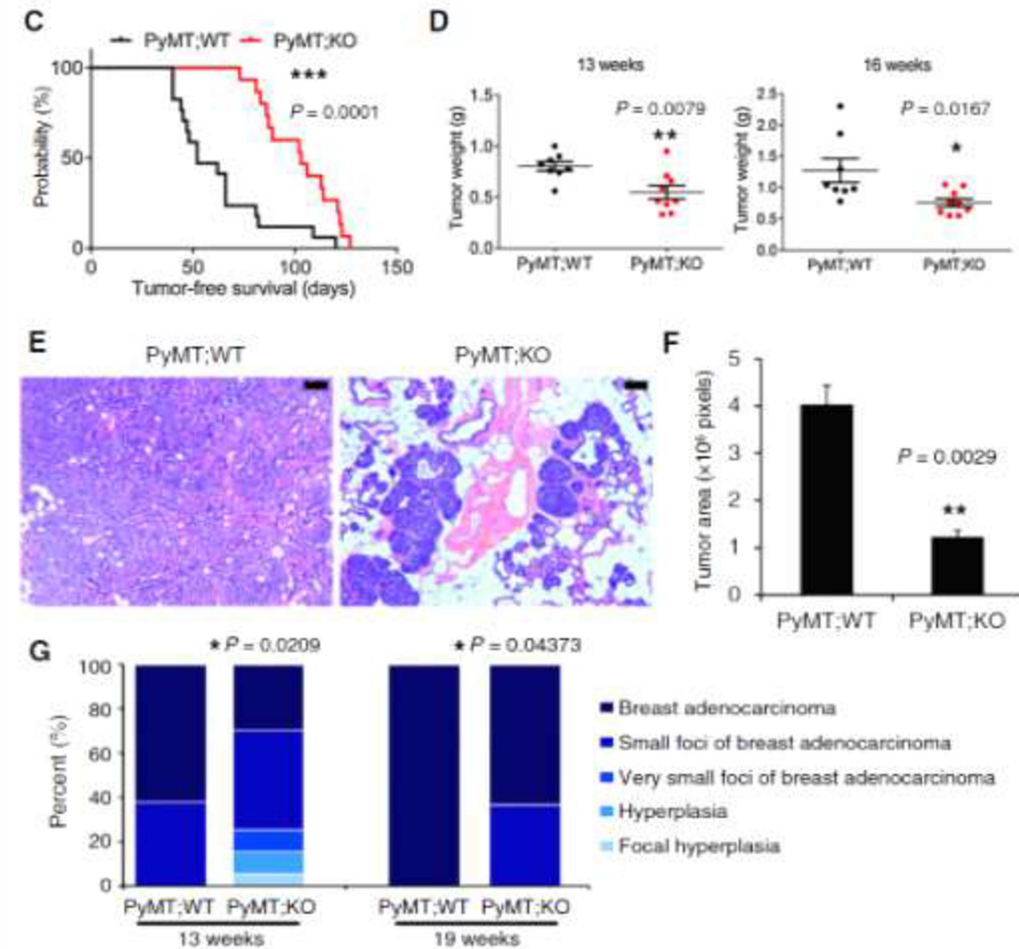 C
PyMT;WT PyMT;KO
Probability (%)
100
50
0
***
P = 0.0001
0 50 100 150
Tumor-free survival (days)
D
13 weeks
Tumor weight (g)
1.5
1.0
0.5
0.0
P = 0.0079
**
PyMT;WT PyMT;KO
16 weeks
Tumor weight (g)
2.5
2.0
1.5
1.0
0.5
0.0
P = 0.0167
*
PyMT;WT PyMT;KO
E
PyMT;WT PyMT;KO
F
Tumor area (×10⁶ pixels)
5
4
3
2
1
0
P = 0.0029
**
PyMT;WT PyMT;KO
G
Percent (%)
100
80
60
40
20
0
* P = 0.0209
* P = 0.04373
PyMT;WT PyMT;KO PyMT;WT PyMT;KO
13 weeks 19 weeks
Breast adenocarcinoma
Small foci of breast adenocarcinoma
Very small foci of breast adenocarcinoma
Hyperplasia
Focal hyperplasia